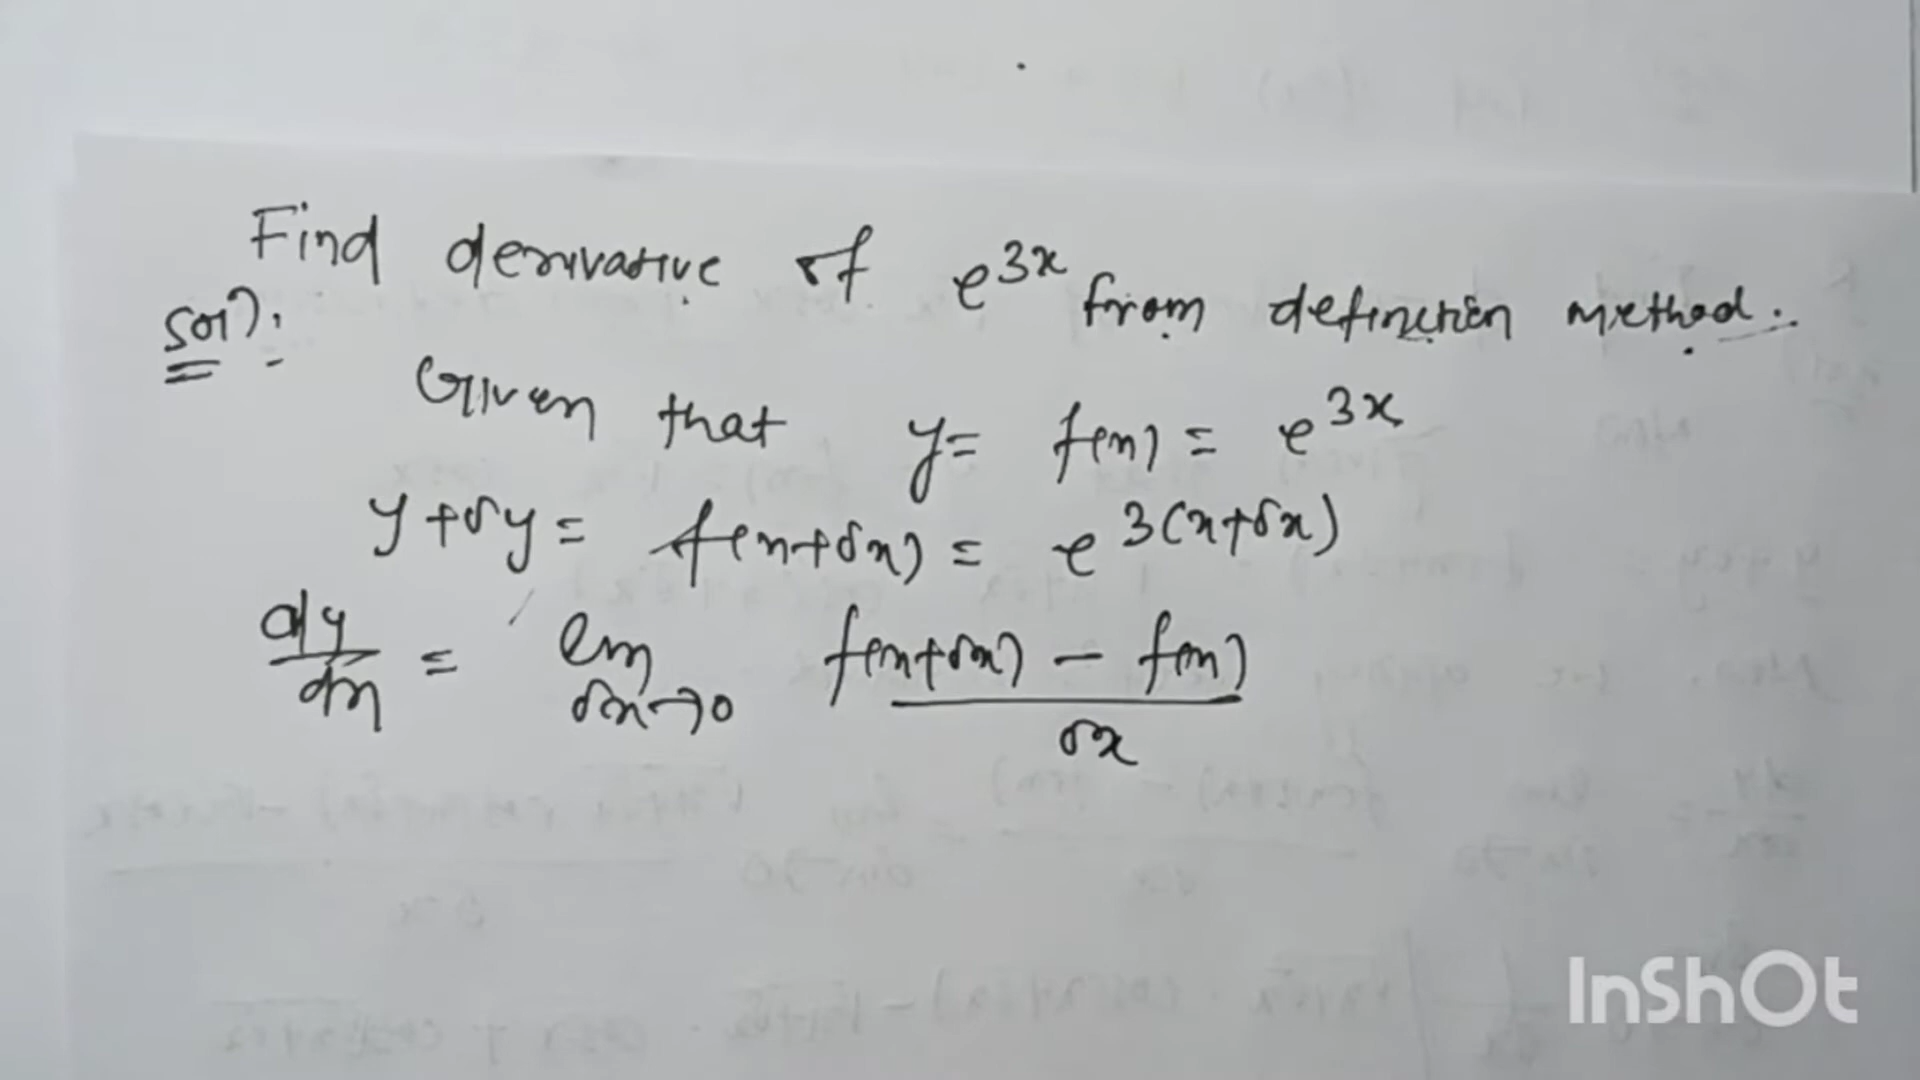 Find derivative of e^{3x} from definition method.
Sol?:
Given that y = f(x) = e^{3x}
y + δy = f(x+δx) = e^{3(x+δx)}
dy/dx = lim_{δx→0} (f(x+δx) - f(x))/δx
InShOt